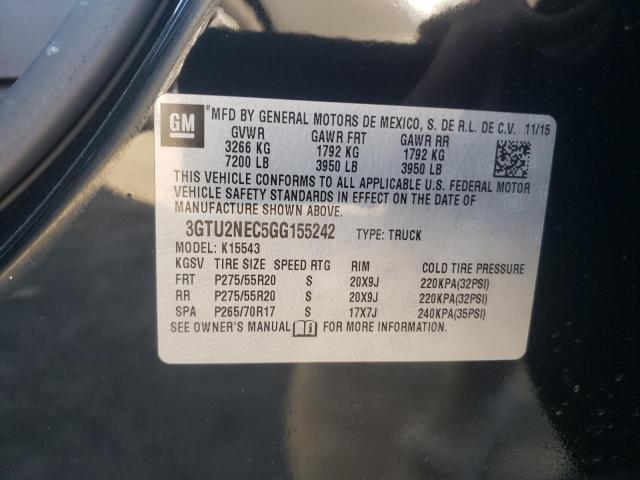 GM
"MFD BY GENERAL MOTORS DE MEXICO, S. DE R.L. DE C.V. 11/15
GVWR GAWR FRT GAWR RR
3266 KG 1792 KG 1792 KG
7200 LB 3950 LB 3950 LB
THIS VEHICLE CONFORMS TO ALL APPLICABLE U.S. FEDERAL MOTOR
VEHICLE SAFETY STANDARDS IN EFFECT ON THE DATE OF
MANUFACTURE SHOWN ABOVE.
3GTU2NEC5GG155242 TYPE: TRUCK
MODEL: K15543
KGSV TIRE SIZE SPEED RTG RIM COLD TIRE PRESSURE
FRT P275/55R20 S 20X9J 220KPA(32PSI)
RR P275/55R20 S 20X9J 220KPA(32PSI)
SPA P265/70R17 S 17X7J 240KPA(35PSI)
SEE OWNER'S MANUAL FOR MORE INFORMATION.